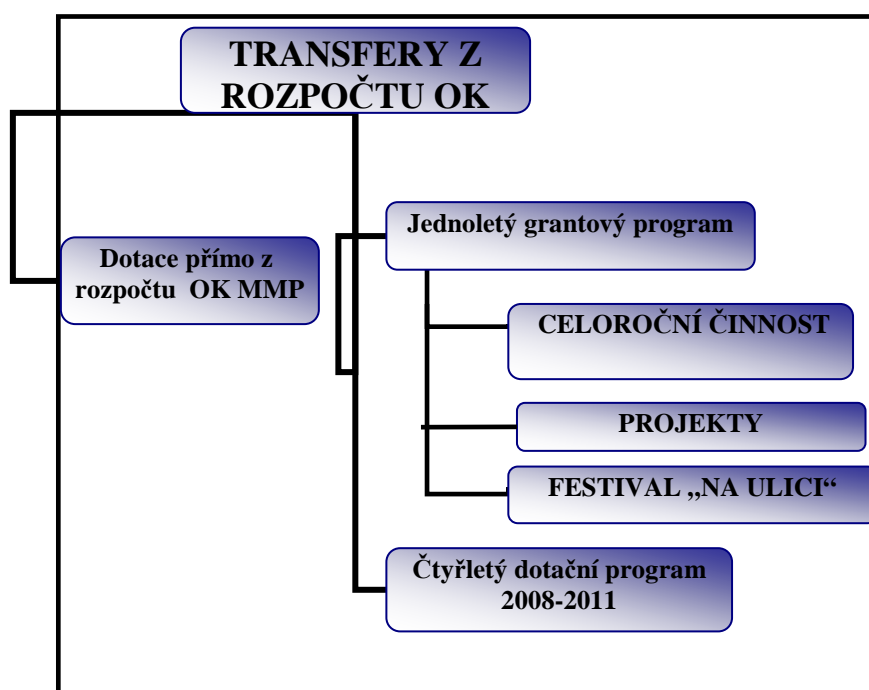 TRANSFERY Z
ROZPOČTU OK
Dotace přímo z
rozpočtu OK MMP
Jednoletý grantový program
CELOROČNÍ ČINNOST
PROJEKTY
FESTIVAL „NA ULICI“
Čtyřletý dotační program
2008-2011